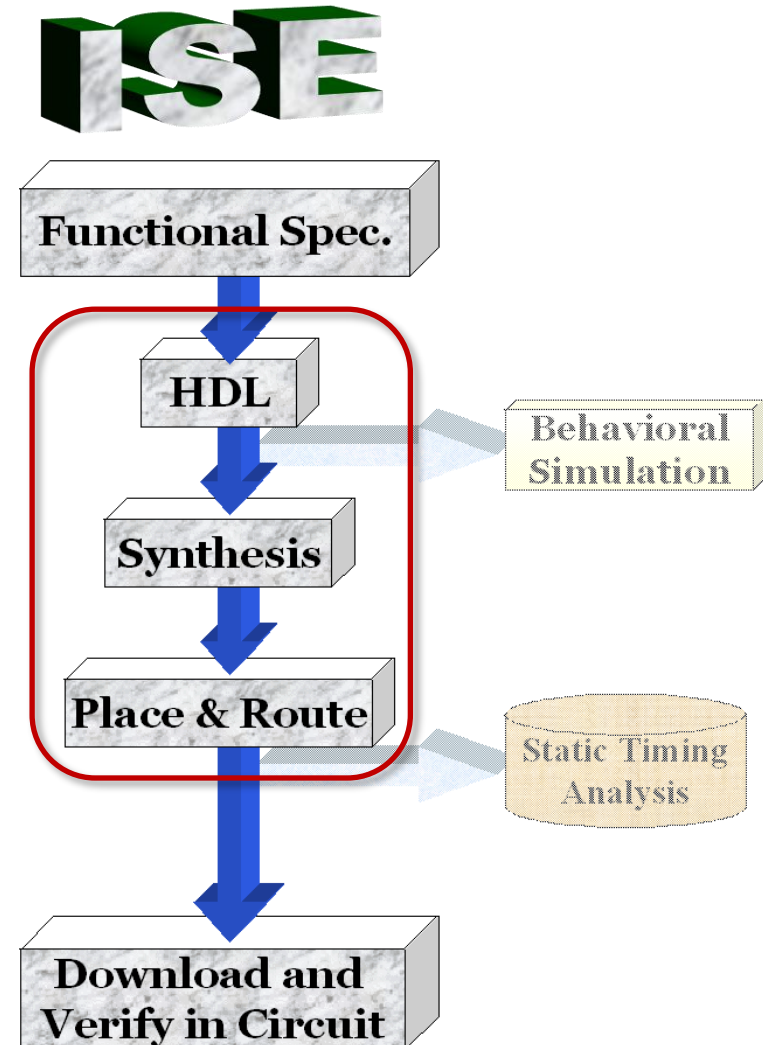 ISE
Functional Spec.
HDL
Behavioral
Simulation
Synthesis
Place & Route
Static Timing
Analysis
Download and
Verify in Circuit